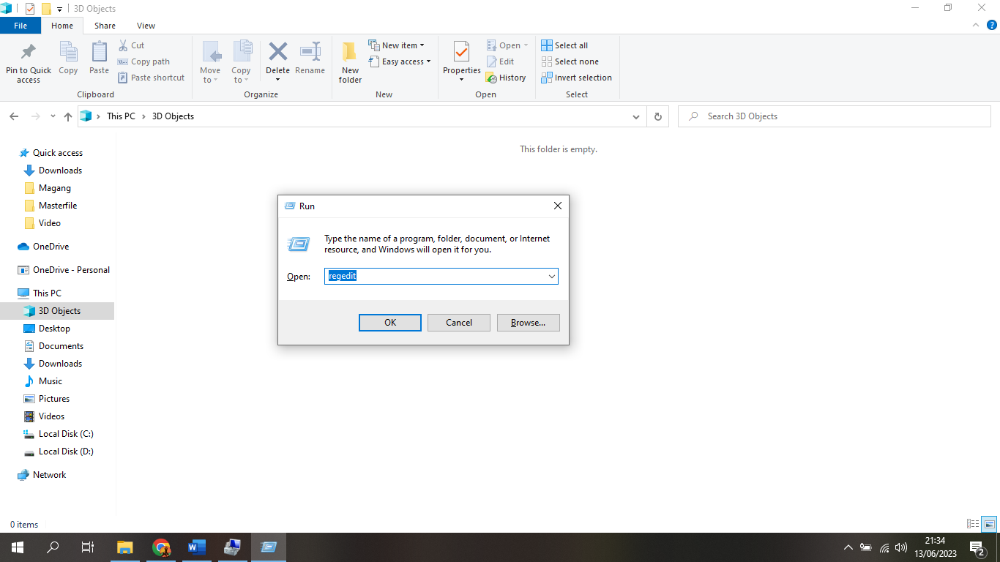 3D Objects
File Home Share View
Pin to Quick access
Copy
Paste
Cut
Copy path
Paste shortcut
Clipboard
Move to
Copy to
Delete
Rename
Organize
New folder
New item
Easy access
New
Properties
Open
Edit
History
Open
Select all
Select none
Invert selection
Select
This PC > 3D Objects
Search 3D Objects
This folder is empty.
Quick access
Downloads
Magang
Masterfile
Video
OneDrive
OneDrive - Personal
This PC
3D Objects
Desktop
Documents
Downloads
Music
Pictures
Videos
Local Disk (C:)
Local Disk (D:)
Network
Run
Type the name of a program, folder, document, or Internet
resource, and Windows will open it for you.
Open: regedit
OK Cancel Browse...
0 items
21:34
13/06/2023
2